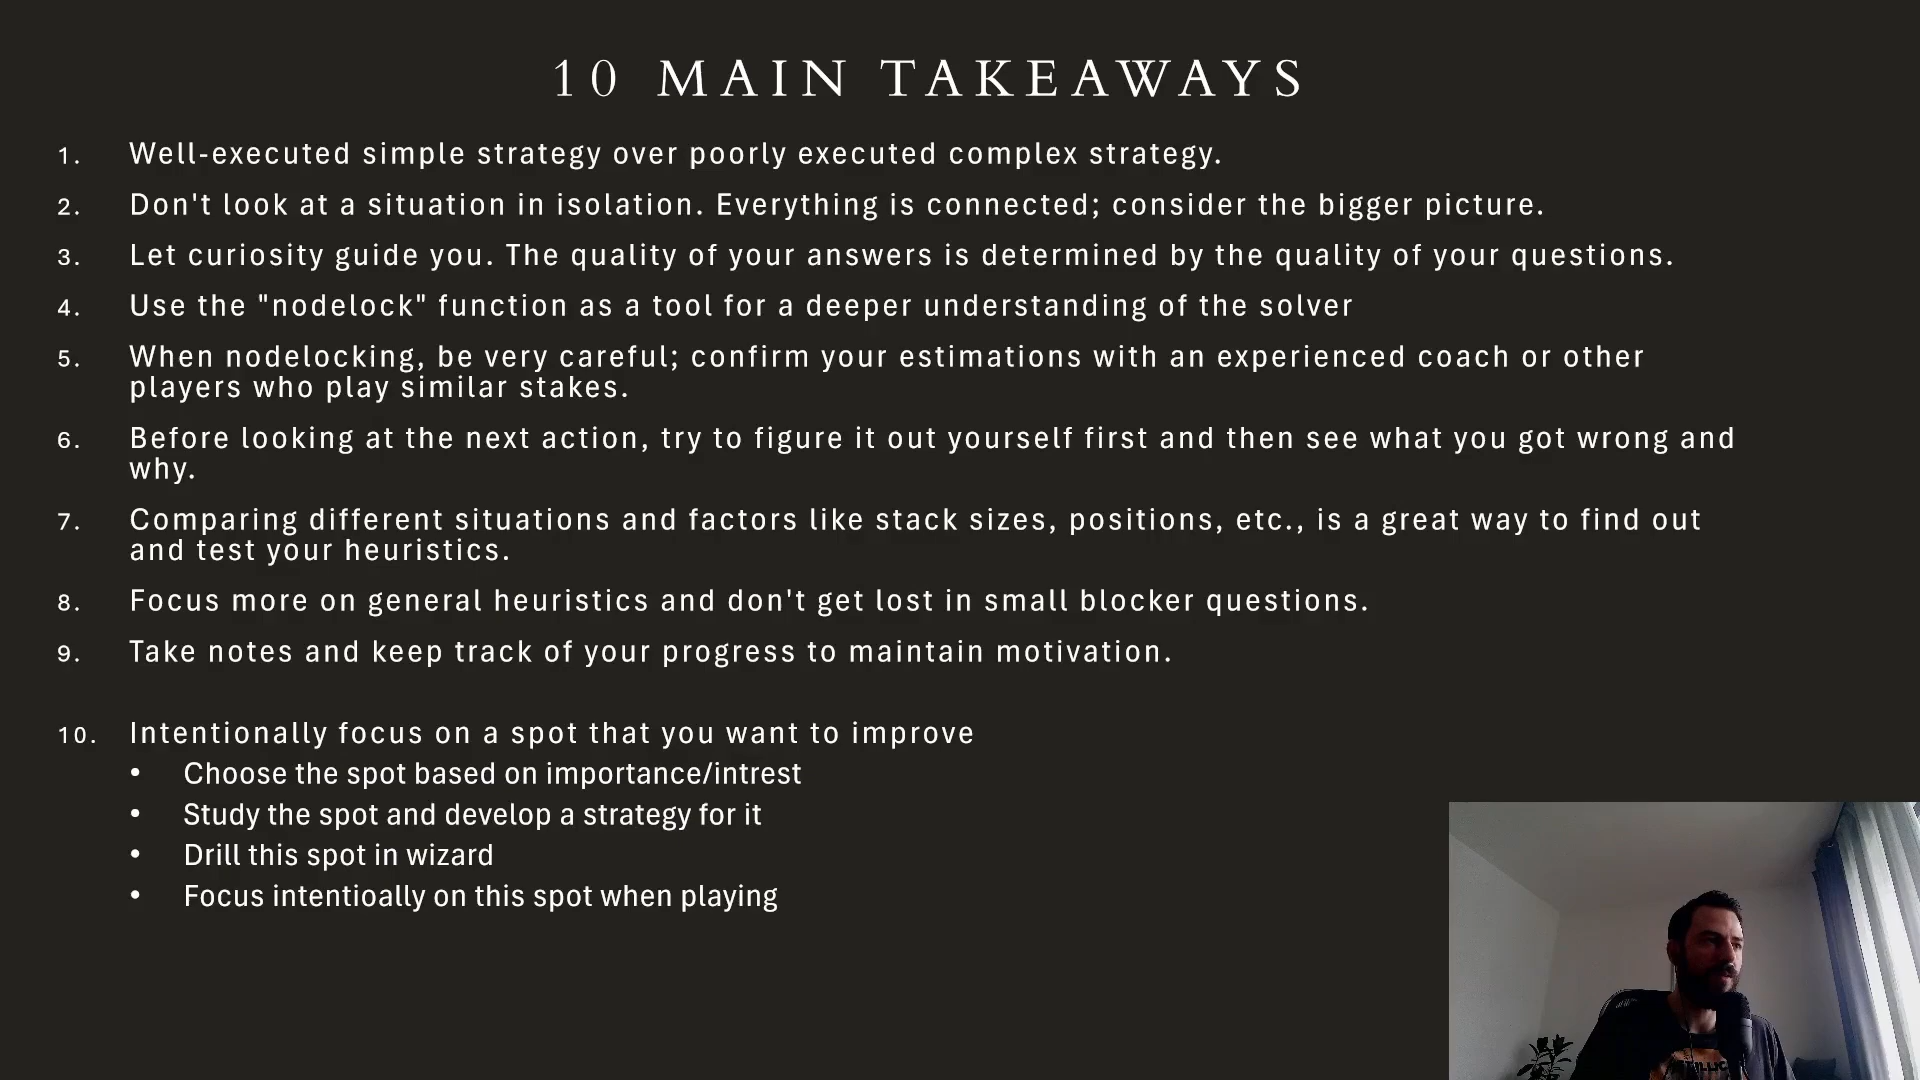 10 MAIN TAKEAWAYS
1. Well-executed simple strategy over poorly executed complex strategy.
2. Don't look at a situation in isolation. Everything is connected; consider the bigger picture.
3. Let curiosity guide you. The quality of your answers is determined by the quality of your questions.
4. Use the "nodelock" function as a tool for a deeper understanding of the solver
5. When nodelocking, be very careful; confirm your estimations with an experienced coach or other
players who play similar stakes.
6. Before looking at the next action, try to figure it out yourself first and then see what you got wrong and
why.
7. Comparing different situations and factors like stack sizes, positions, etc., is a great way to find out
and test your heuristics.
8. Focus more on general heuristics and don't get lost in small blocker questions.
9. Take notes and keep track of your progress to maintain motivation.
10. Intentionally focus on a spot that you want to improve
• Choose the spot based on importance/intrest
• Study the spot and develop a strategy for it
• Drill this spot in wizard
• Focus intentioally on this spot when playing